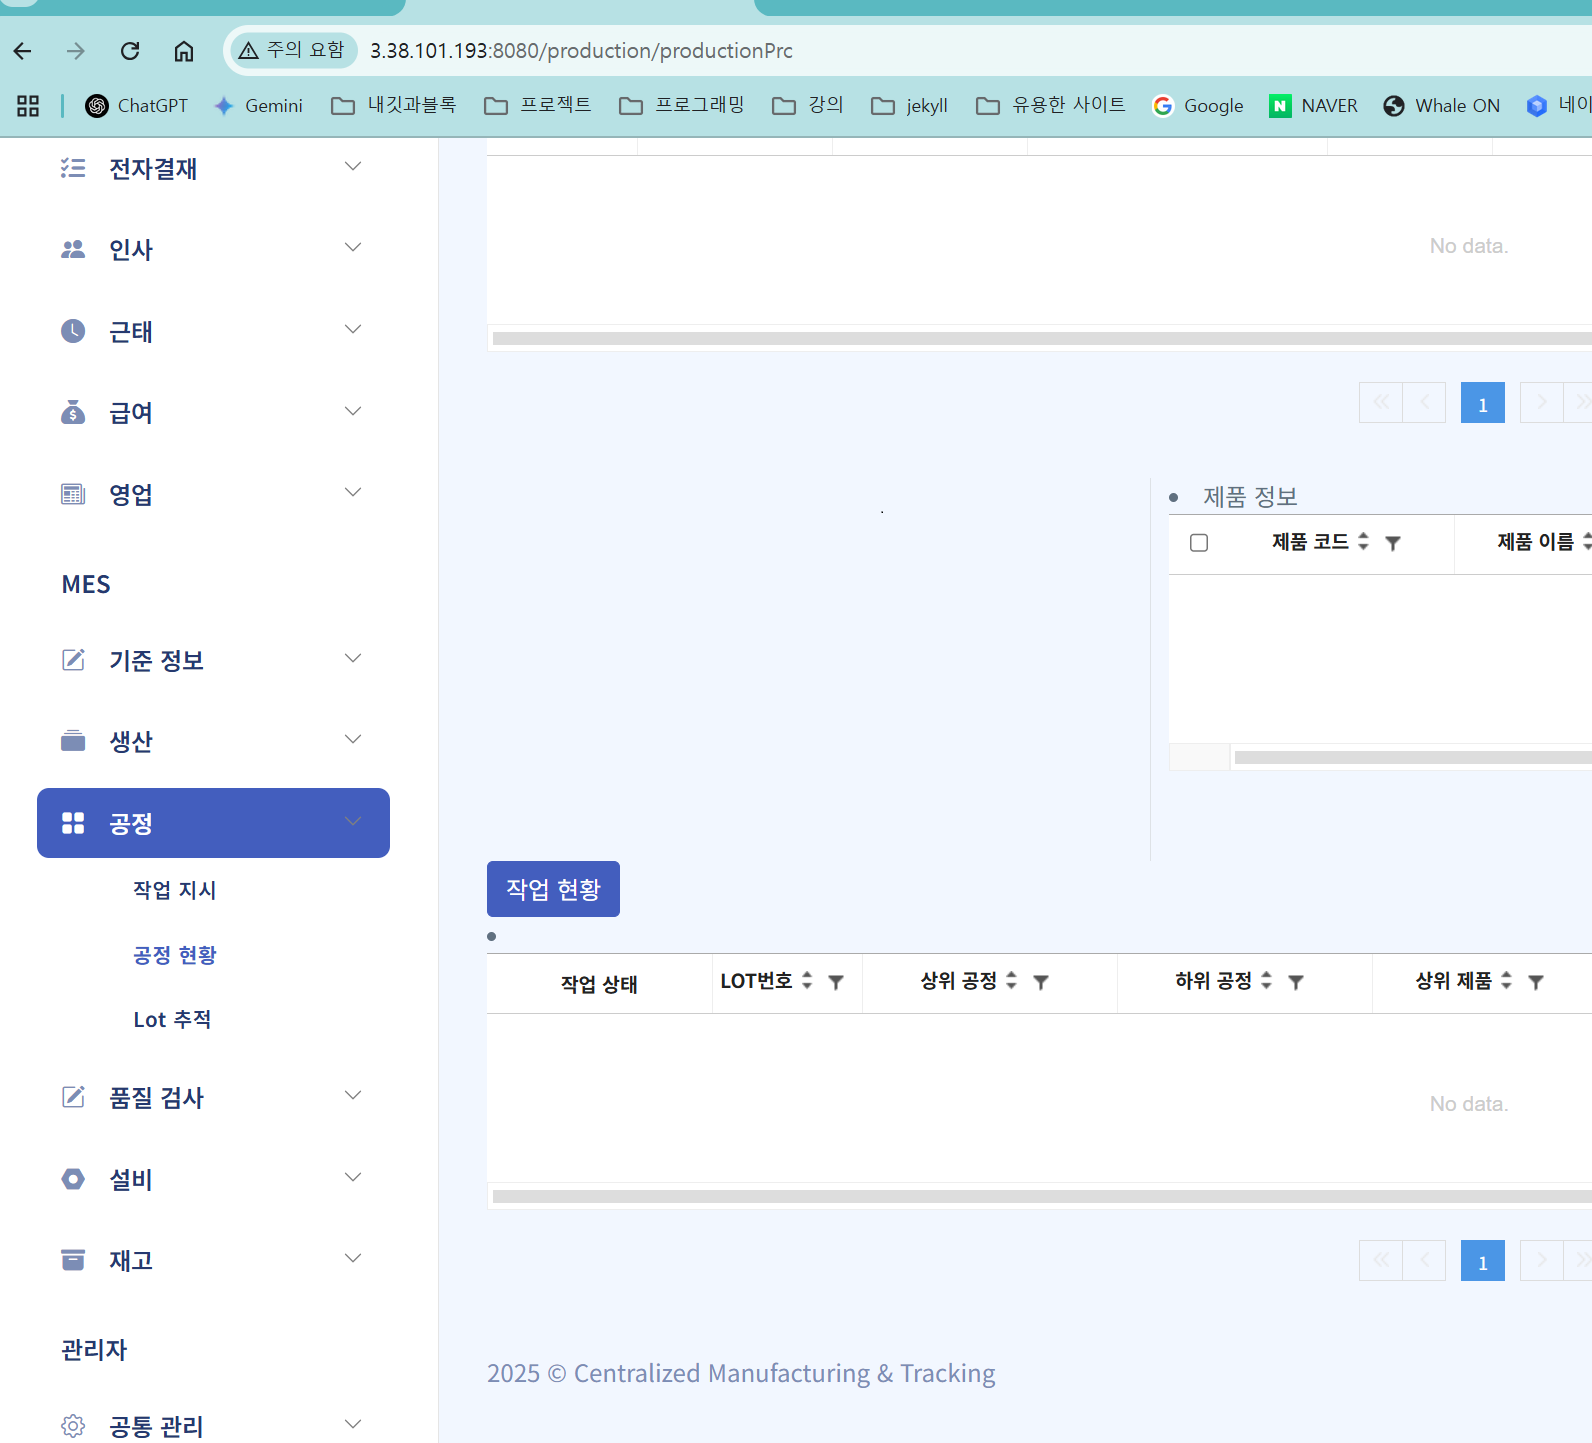 주의 요함 3.38.101.193:8080/production/productionPrc
ChatGPT Gemini 내깃과블록 프로젝트 프로그래밍 강의 jekyll 유용한 사이트 Google NAVER Whale ON 네이
전자결재
인사
근태
급여
영업
MES
기준 정보
생산
공정
작업 지시
공정 현황
Lot 추적
품질 검사
설비
재고
관리자
공통 관리
No data.
1
제품 정보
제품 코드 제품 이름
작업 현황
작업 상태 LOT번호 상위 공정 하위 공정 상위 제품
No data.
1
2025 © Centralized Manufacturing & Tracking